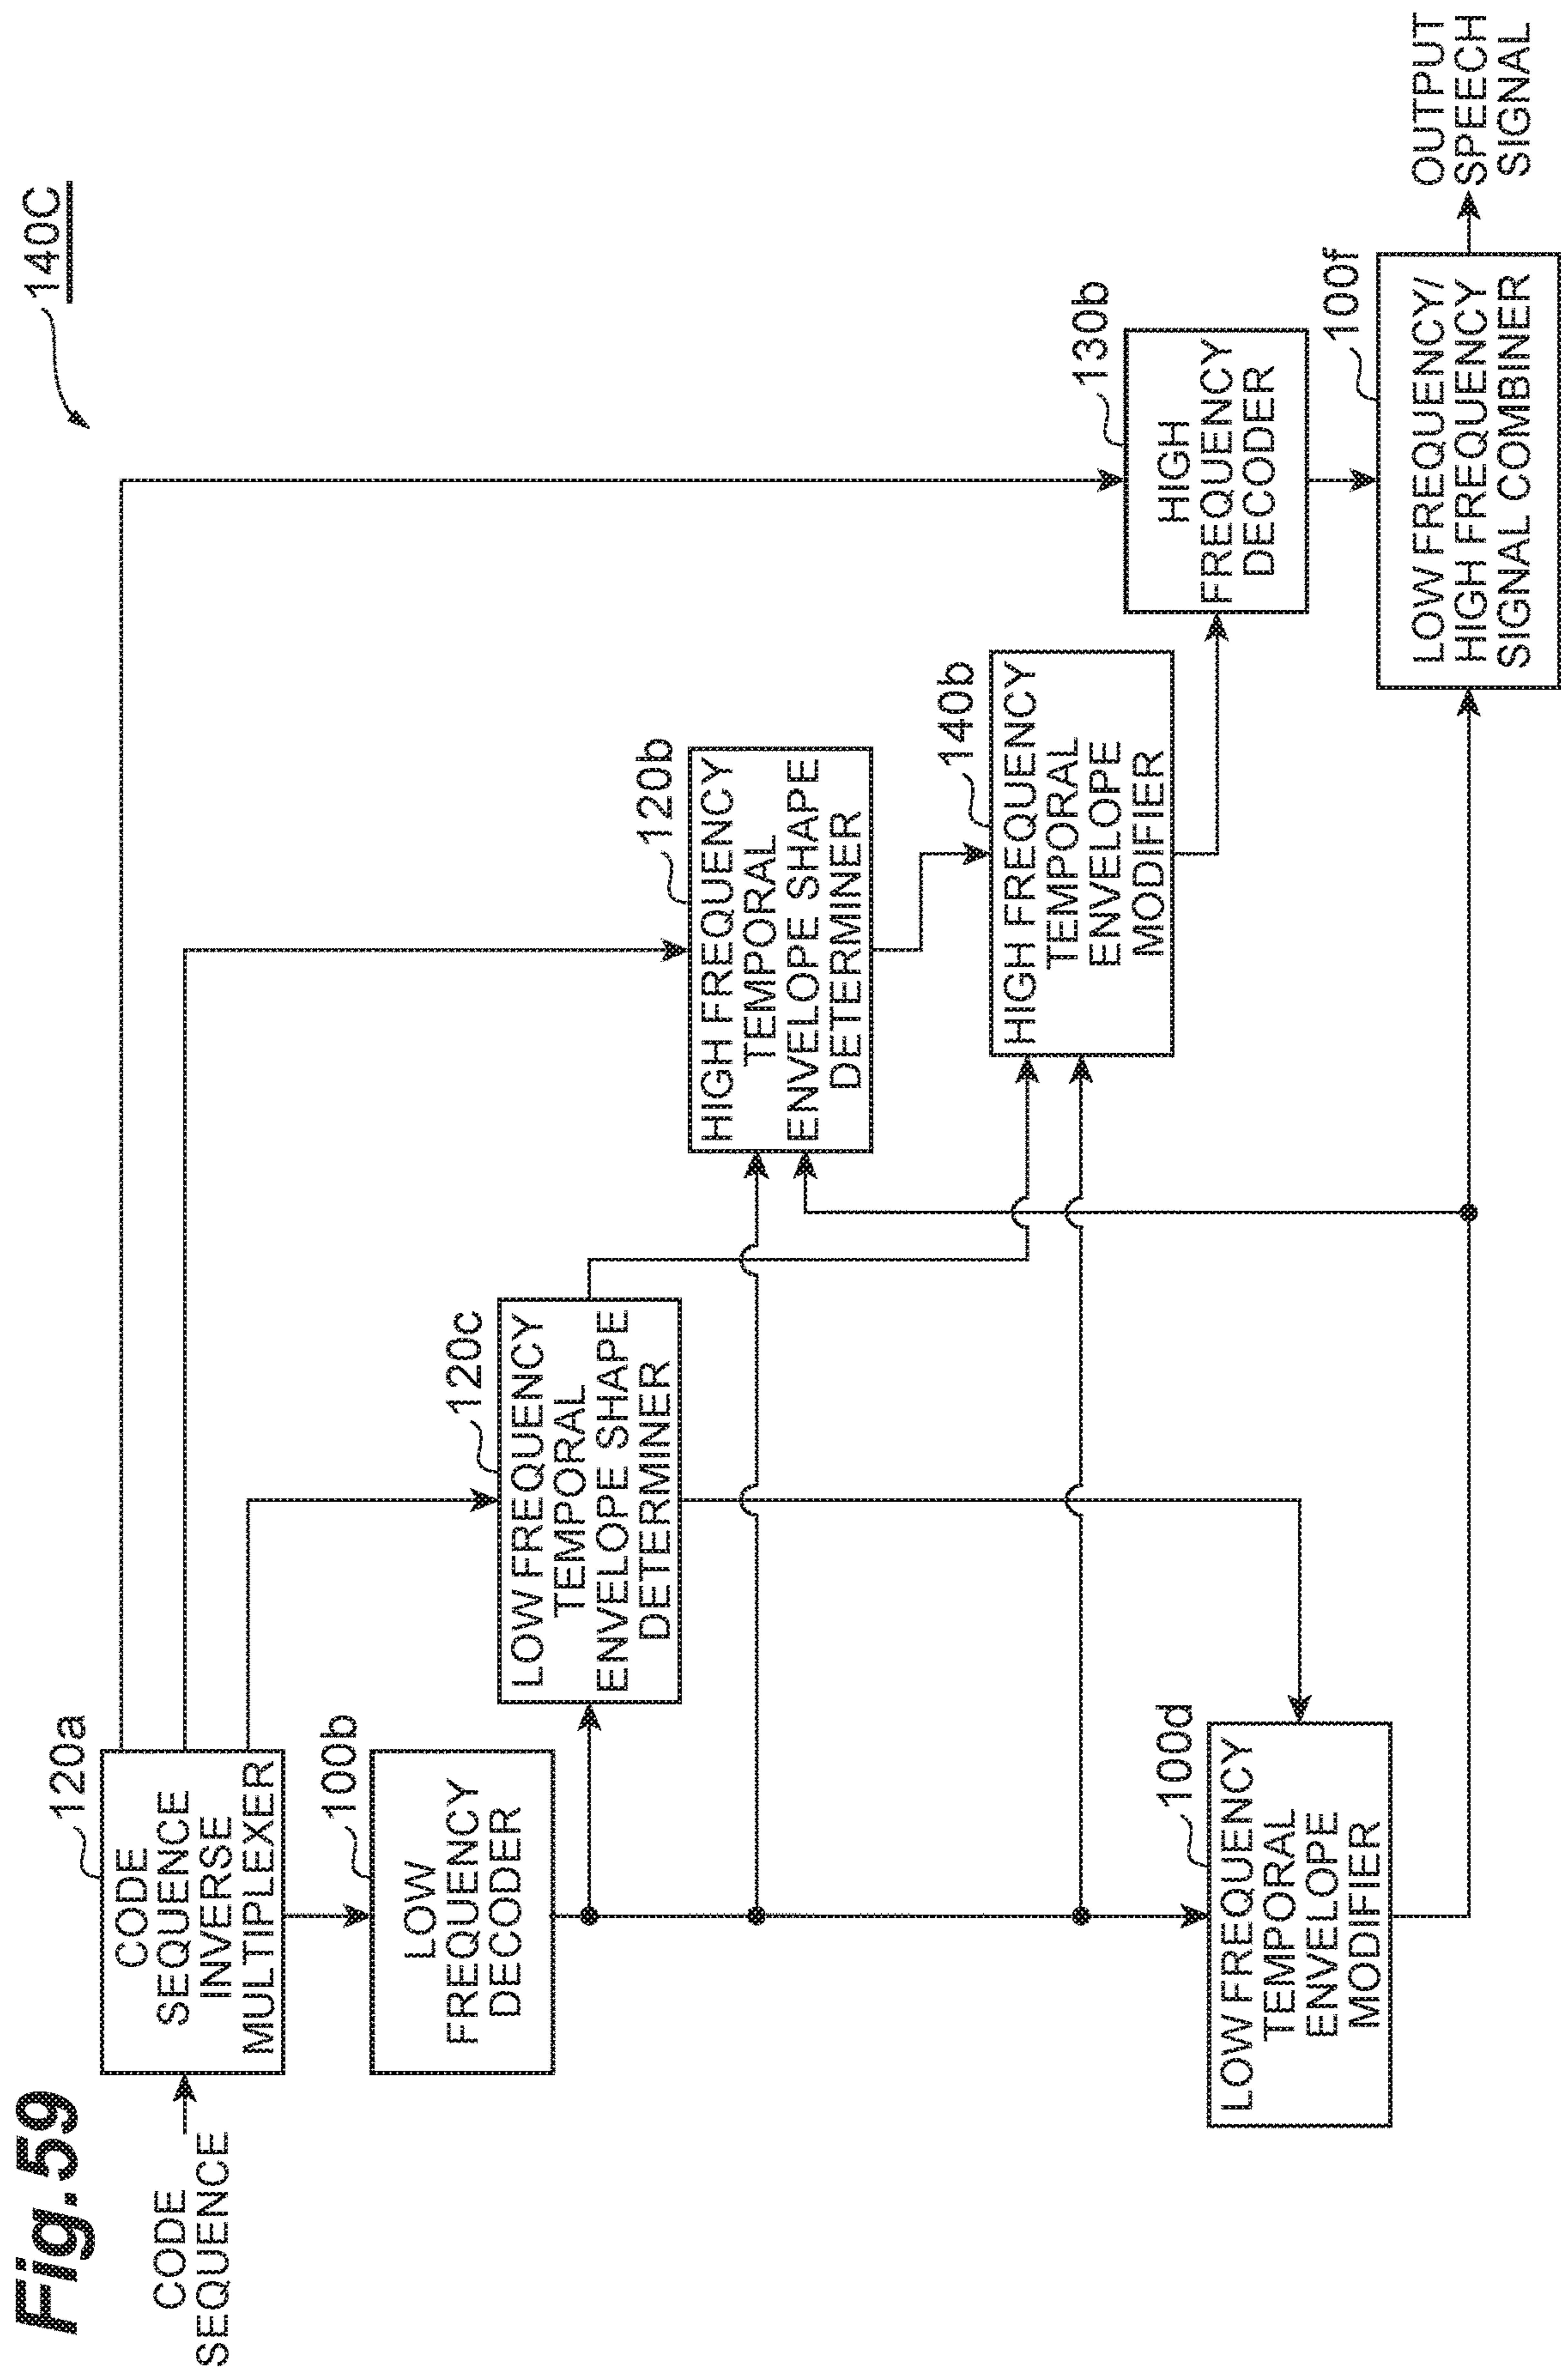 Fig.59
140C
CODE
SEQUENCE
120a
CODE
SEQUENCE
INVERSE
MULTIPLEXER
100b
LOW
FREQUENCY
DECODER
120c
LOW FREQUENCY
TEMPORAL
ENVELOPE SHAPE
DETERMINER
120b
HIGH FREQUENCY
TEMPORAL
ENVELOPE SHAPE
DETERMINER
140b
HIGH FREQUENCY
TEMPORAL
ENVELOPE
MODIFIER
130b
HIGH
FREQUENCY
DECODER
100d
LOW FREQUENCY
TEMPORAL
ENVELOPE
MODIFIER
100f
LOW FREQUENCY/
HIGH FREQUENCY
SIGNAL COMBINER
OUTPUT
SPEECH
SIGNAL